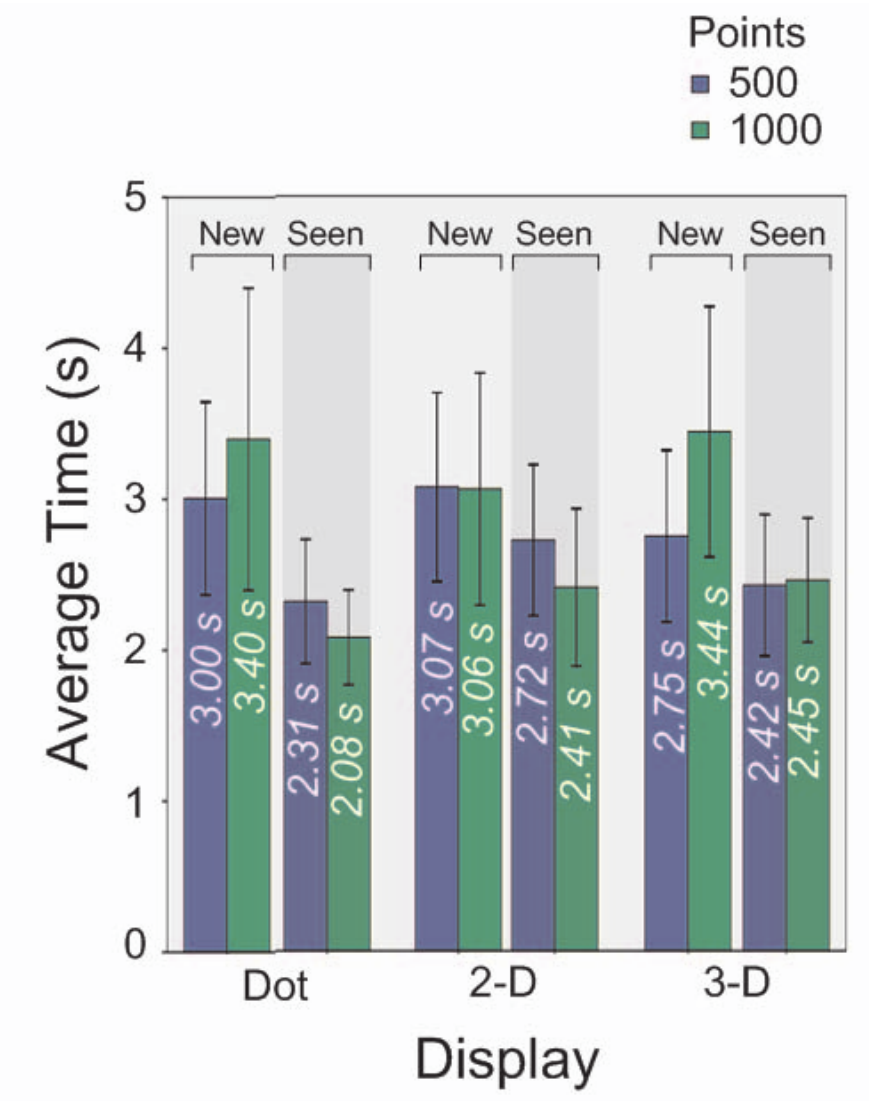 Points
500
1000
5
4
3
2
1
0
Average Time (s)
New Seen New Seen New Seen
3.00 s
3.40 s
2.31 s
2.08 s
3.07 s
3.06 s
2.72 s
2.41 s
2.75 s
3.44 s
2.42 s
2.45 s
Dot 2-D 3-D
Display